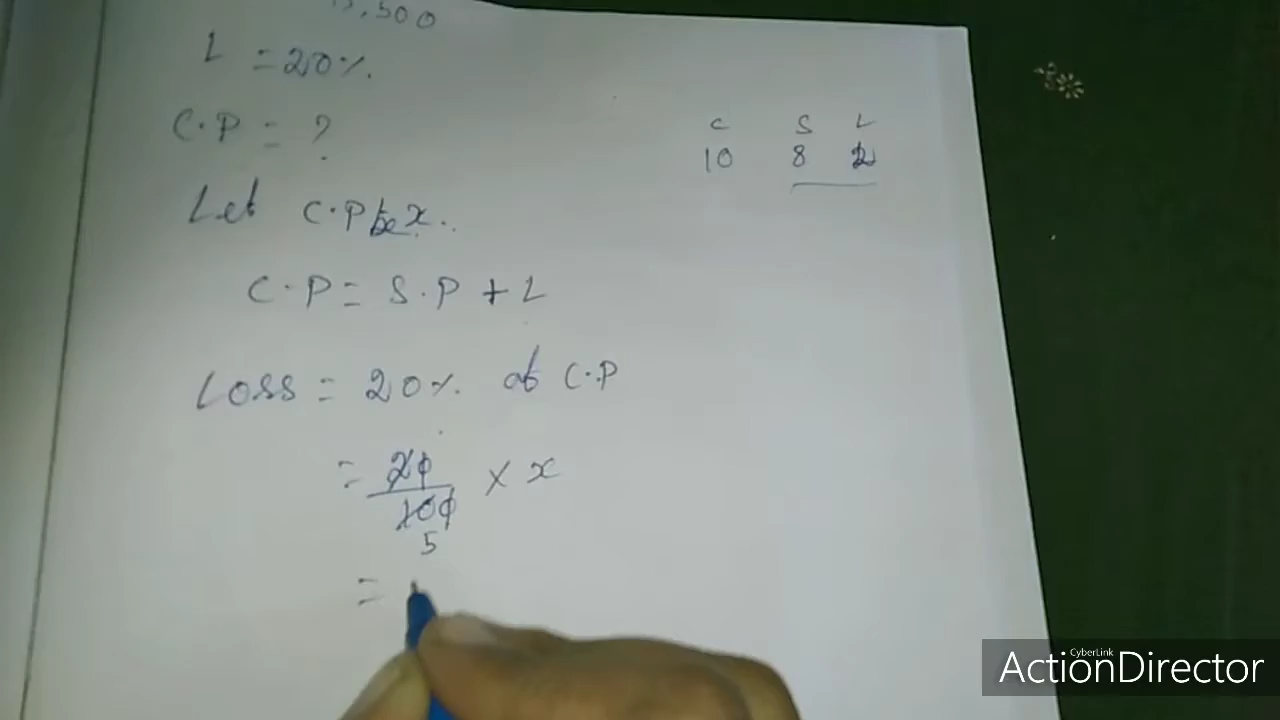 L = 20%.
C.P = ?
C S L
10 8 2
Let C.P be x.
C.P = S.P + L
Loss = 20% of C.P
= 20/100 × x
5
=
CyberLink
ActionDirector